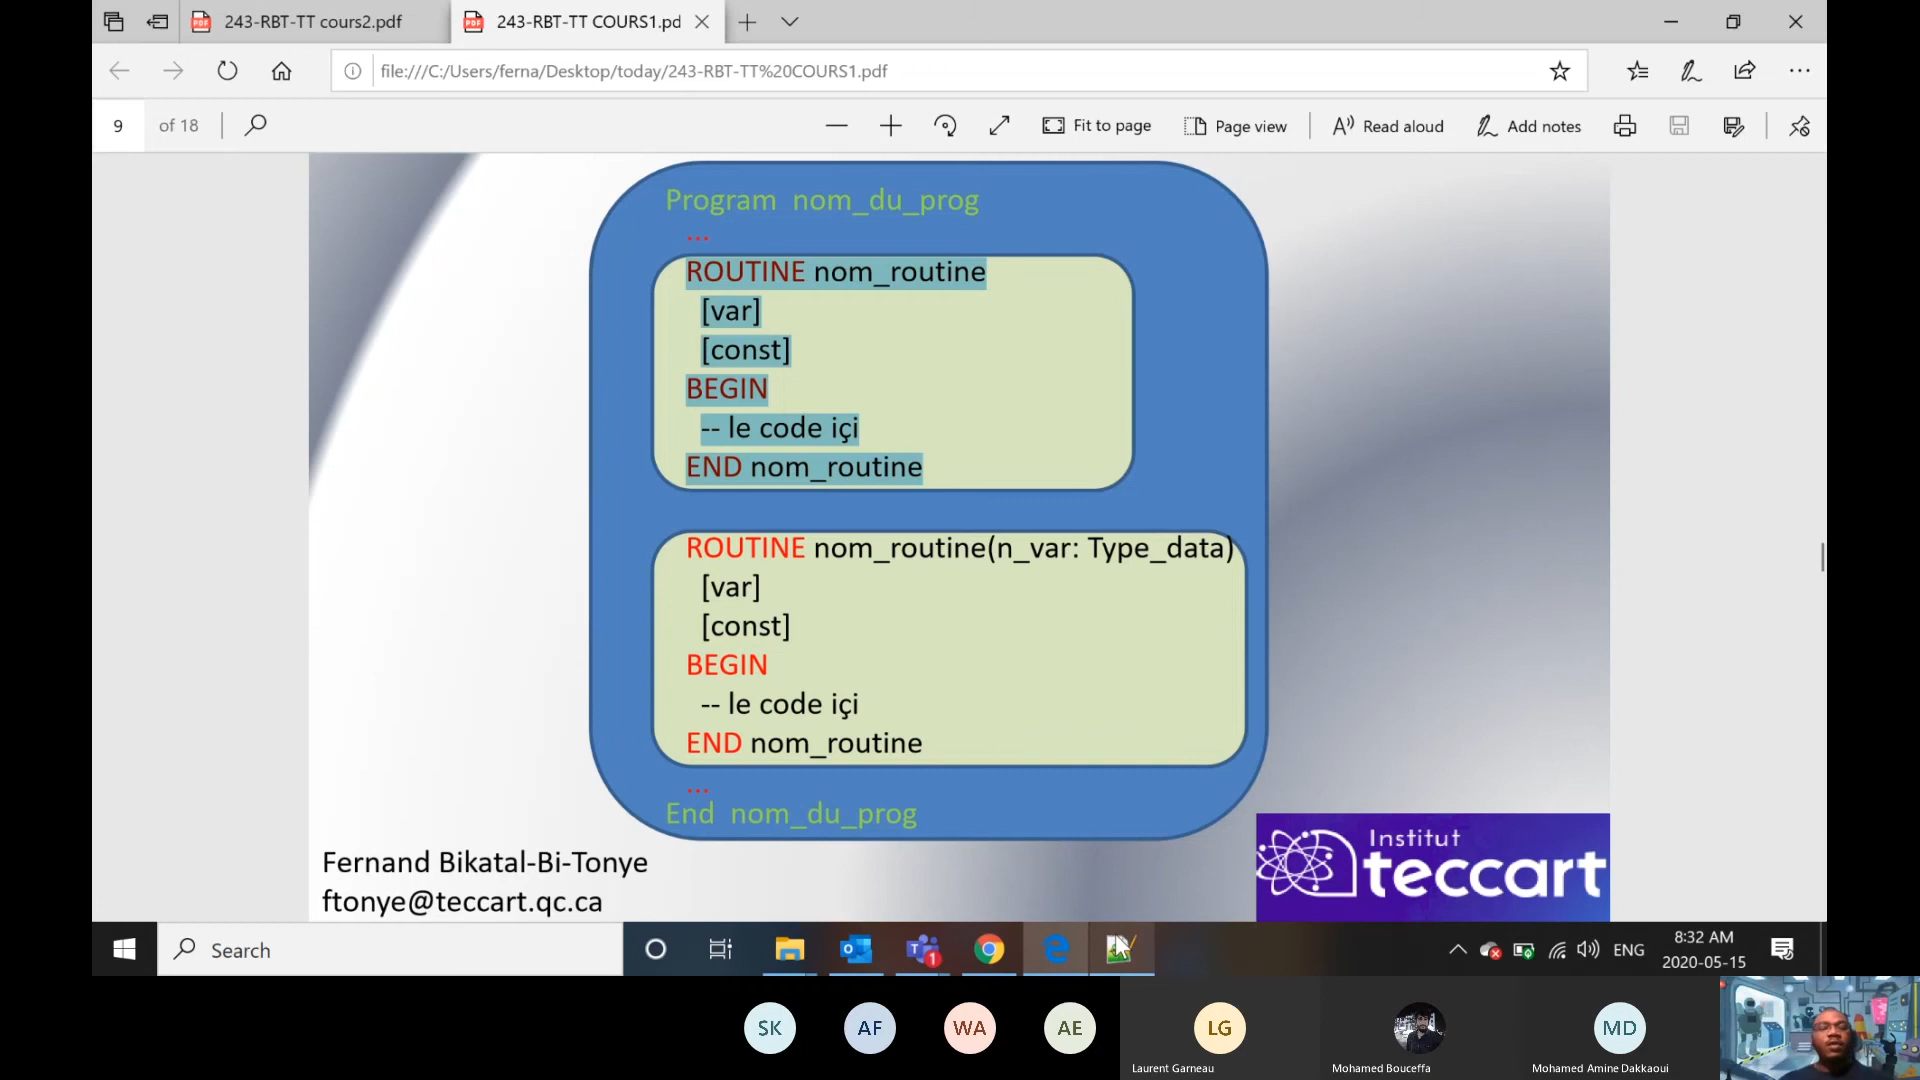 243-RBT-TT cours2.pdf
243-RBT-TT COURS1.pd
file:///C:/Users/ferna/Desktop/today/243-RBT-TT%20COURS1.pdf
9 of 18
Fit to page
Page view
Read aloud
Add notes
Program nom_du_prog
...
ROUTINE nom_routine
[var]
[const]
BEGIN
-- le code içi
END nom_routine
ROUTINE nom_routine(n_var: Type_data)
[var]
[const]
BEGIN
-- le code içi
END nom_routine
...
End nom_du_prog
Fernand Bikatal-Bi-Tonye
ftonye@teccart.qc.ca
Institut
teccart
Search
1
ENG
8:32 AM
2020-05-15
SK
AF
WA
AE
LG
MD
Laurent Garneau
Mohamed Bouceffa
Mohamed Amine Dakkaoui